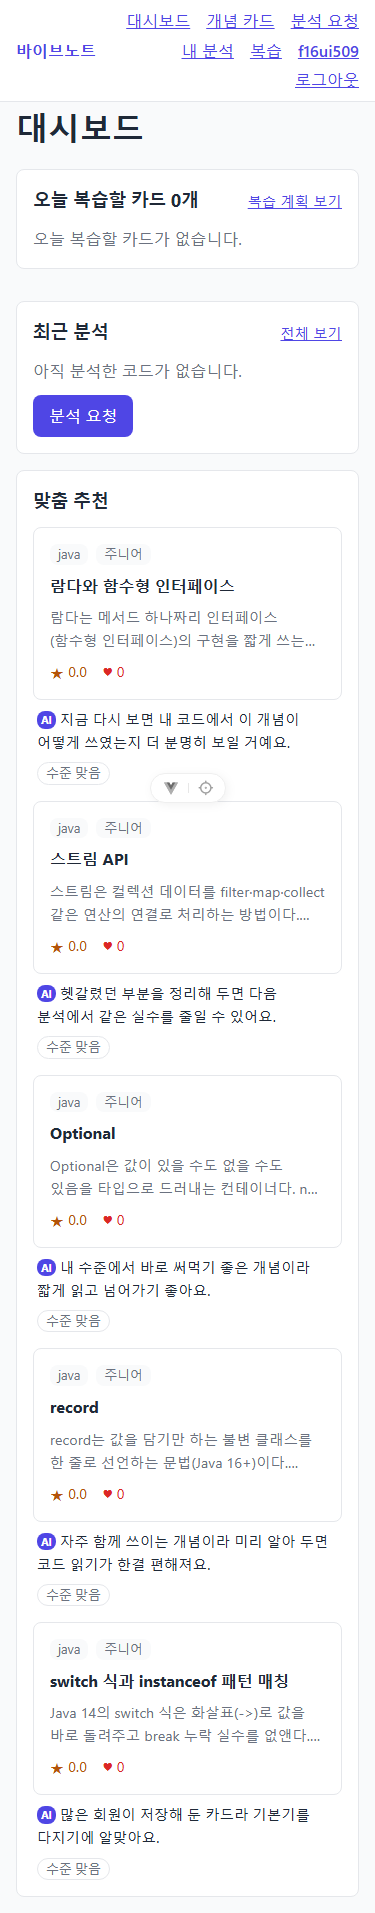 대시보드 개념 카드 분석 요청
바이브노트 내 분석 복습 f16ui509
로그아웃
대시보드
오늘 복습할 카드 0개 복습 계획 보기
오늘 복습할 카드가 없습니다.
최근 분석 전체 보기
아직 분석한 코드가 없습니다.
분석 요청
맞춤 추천
java 주니어
람다와 함수형 인터페이스
람다는 메서드 하나짜리 인터페이스
(함수형 인터페이스)의 구현을 짧게 쓰는...
★ 0.0 ♥ 0
AI 지금 다시 보면 내 코드에서 이 개념이
어떻게 쓰였는지 더 분명히 보일 거예요.
수준 맞음
java 주니어
스트림 API
스트림은 컬렉션 데이터를 filter·map·collect
같은 연산의 연결로 처리하는 방법이다....
★ 0.0 ♥ 0
AI 헷갈렸던 부분을 정리해 두면 다음
분석에서 같은 실수를 줄일 수 있어요.
수준 맞음
java 주니어
Optional
Optional은 값이 있을 수도 없을 수도
있음을 타입으로 드러내는 컨테이너다. n...
★ 0.0 ♥ 0
AI 내 수준에서 바로 써먹기 좋은 개념이라
짧게 읽고 넘어가기 좋아요.
수준 맞음
java 주니어
record
record는 값을 담기만 하는 불변 클래스를
한 줄로 선언하는 문법(Java 16+)이다....
★ 0.0 ♥ 0
AI 자주 함께 쓰이는 개념이라 미리 알아 두면
코드 읽기가 한결 편해져요.
수준 맞음
java 주니어
switch 식과 instanceof 패턴 매칭
Java 14의 switch 식은 화살표(->)로 값을
바로 돌려주고 break 누락 실수를 없앤다....
★ 0.0 ♥ 0
AI 많은 회원이 저장해 둔 카드라 기본기를
다지기에 알맞아요.
수준 맞음